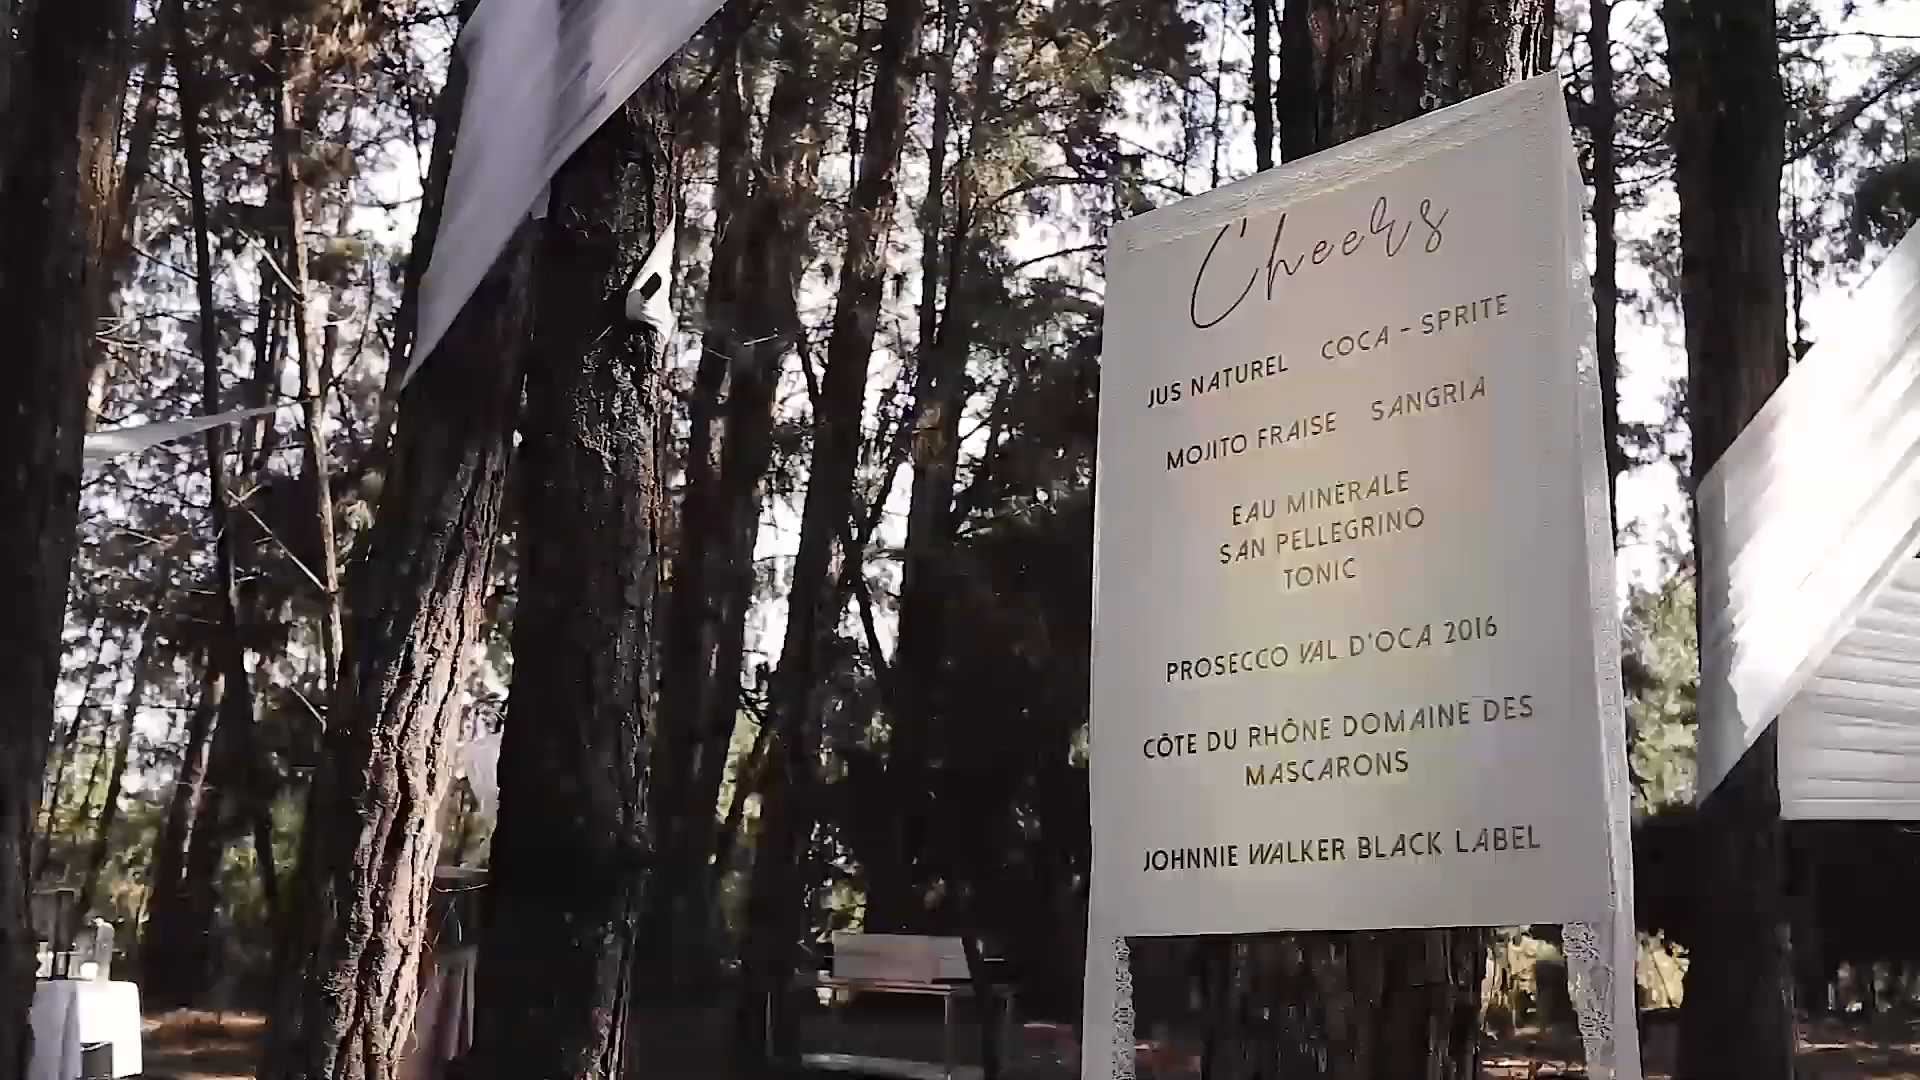 Cheers
JUS NATUREL COCA - SPRITE
MOJITO FRAISE SANGRIA
EAU MINÉRALE
SAN PELLEGRINO
TONIC
PROSECCO VAL D'OCA 2016
CÔTE DU RHÔNE DOMAINE DES
MASCARONS
JOHNNIE WALKER BLACK LABEL